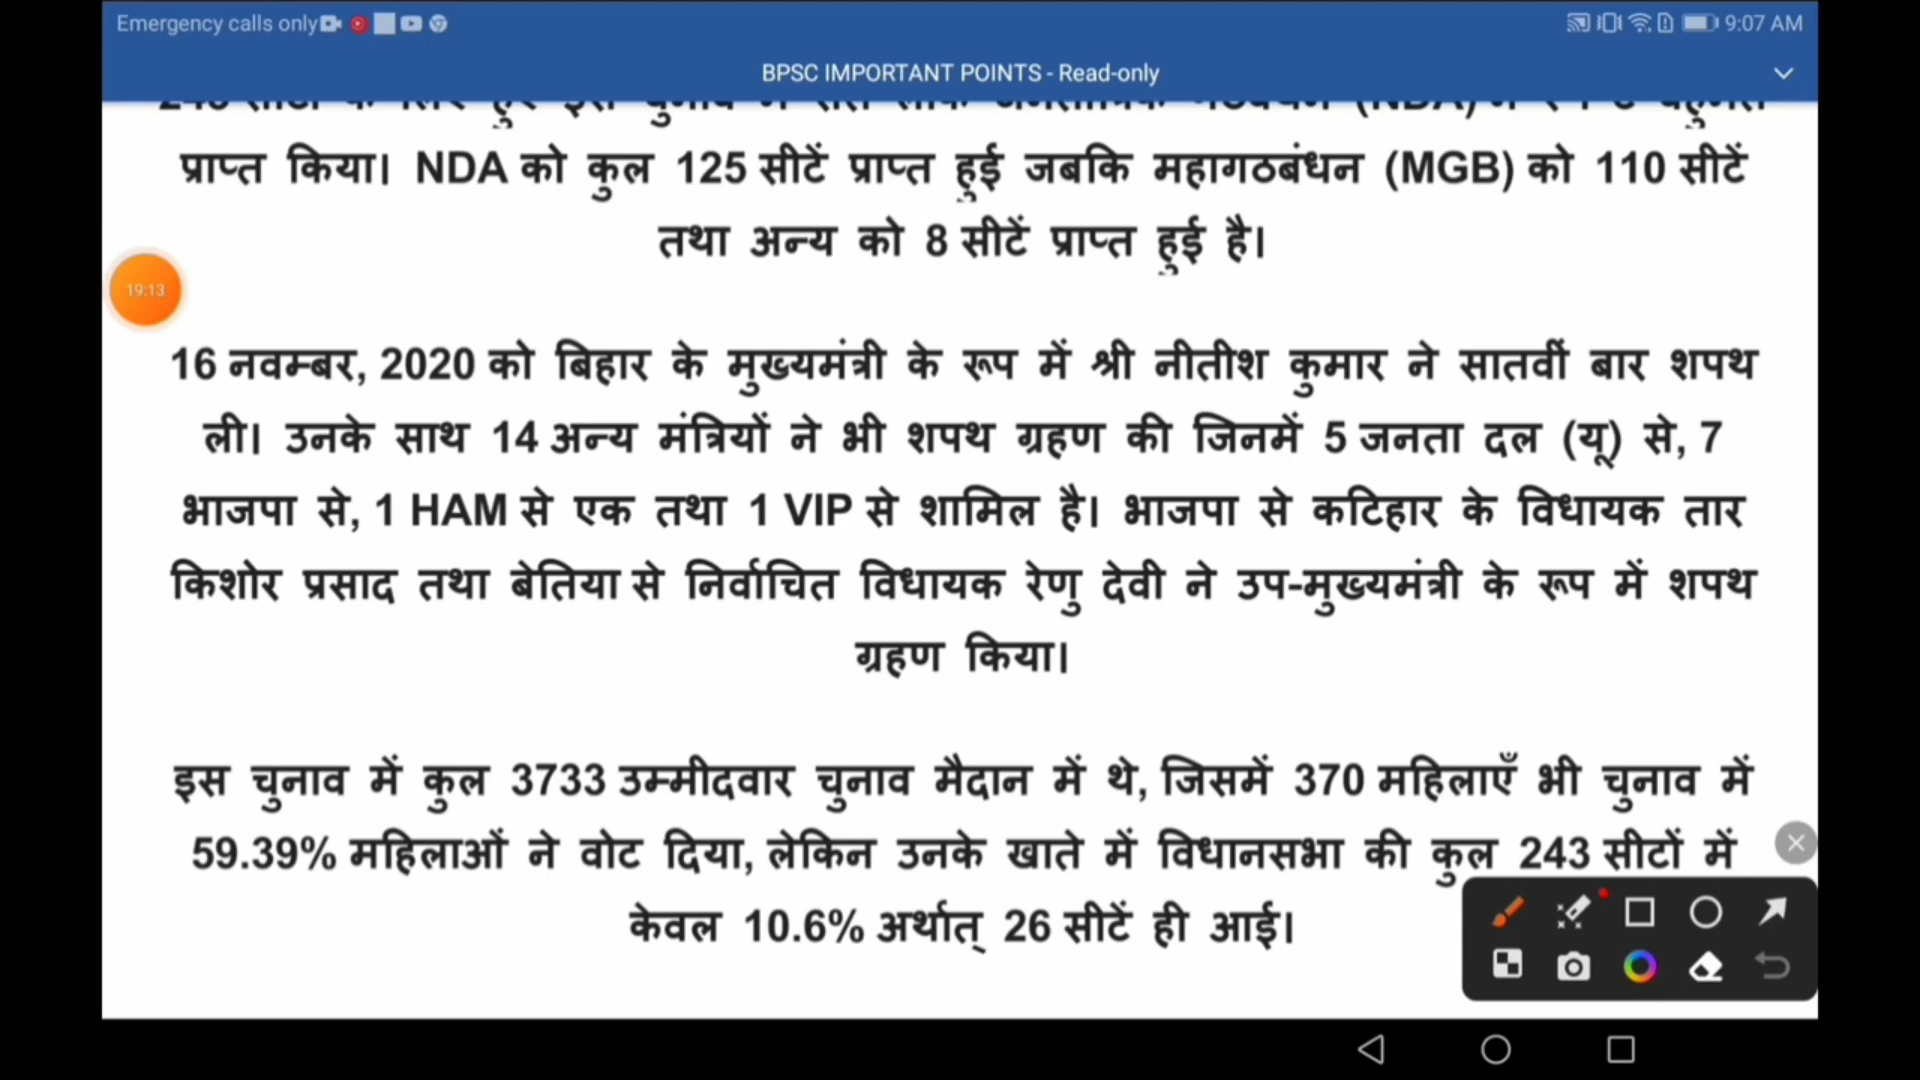 Emergency calls only
9:07 AM
BPSC IMPORTANT POINTS - Read-only
प्राप्त किया। NDA को कुल 125 सीटें प्राप्त हुई जबकि महागठबंधन (MGB) को 110 सीटें
तथा अन्य को 8 सीटें प्राप्त हुई है।
19:13
16 नवम्बर, 2020 को बिहार के मुख्यमंत्री के रूप में श्री नीतीश कुमार ने सातवीं बार शपथ
ली। उनके साथ 14 अन्य मंत्रियों ने भी शपथ ग्रहण की जिनमें 5 जनता दल (यू) से, 7
भाजपा से, 1 HAM से एक तथा 1 VIP से शामिल है। भाजपा से कटिहार के विधायक तार
किशोर प्रसाद तथा बेतिया से निर्वाचित विधायक रेणु देवी ने उप-मुख्यमंत्री के रूप में शपथ
ग्रहण किया।
इस चुनाव में कुल 3733 उम्मीदवार चुनाव मैदान में थे, जिसमें 370 महिलाएँ भी चुनाव में
59.39% महिलाओं ने वोट दिया, लेकिन उनके खाते में विधानसभा की कुल 243 सीटों में
केवल 10.6% अर्थात् 26 सीटें ही आई।